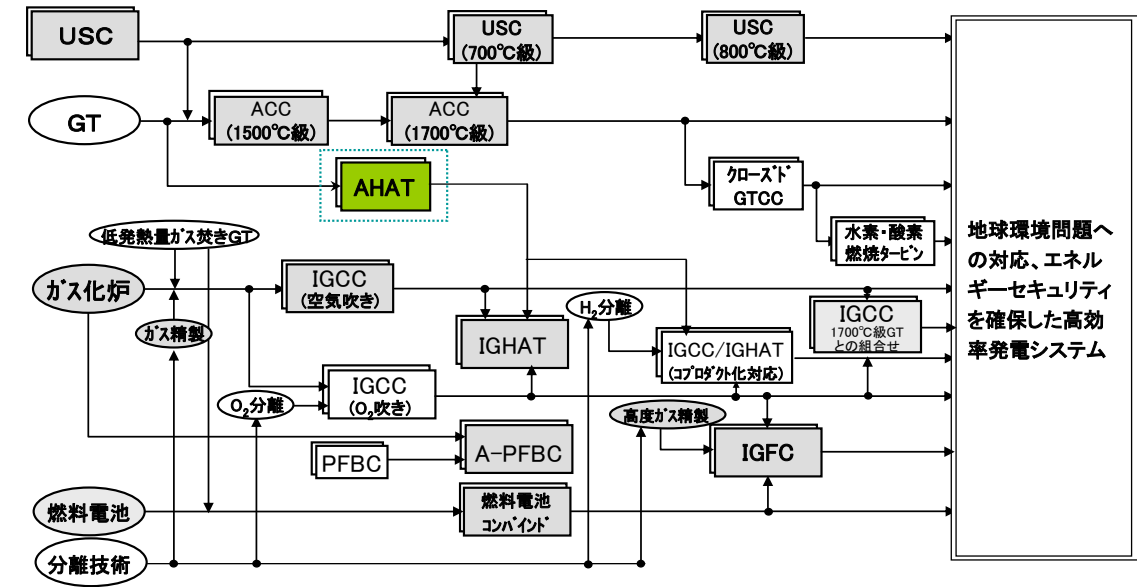 USC
USC
(700℃級)
USC
(800℃級)
GT
ACC
(1500℃級)
ACC
(1700℃級)
AHAT
クローズド
GTCC
水素・酸素
燃焼タービン
低発熱量ガス焚きGT
ガス化炉
IGCC
(空気吹き)
ガス精製
IGHAT
H₂分離
IGCC/IGHAT
(コプロダクト化対応)
IGCC
1700℃級GT
との組合せ
O₂分離
IGCC
(O₂吹き)
高度ガス精製
PFBC
A-PFBC
IGFC
燃料電池
燃料電池
コンバインド
分離技術
地球環境問題へ
の対応、エネル
ギーセキュリティ
を確保した高効
率発電システム